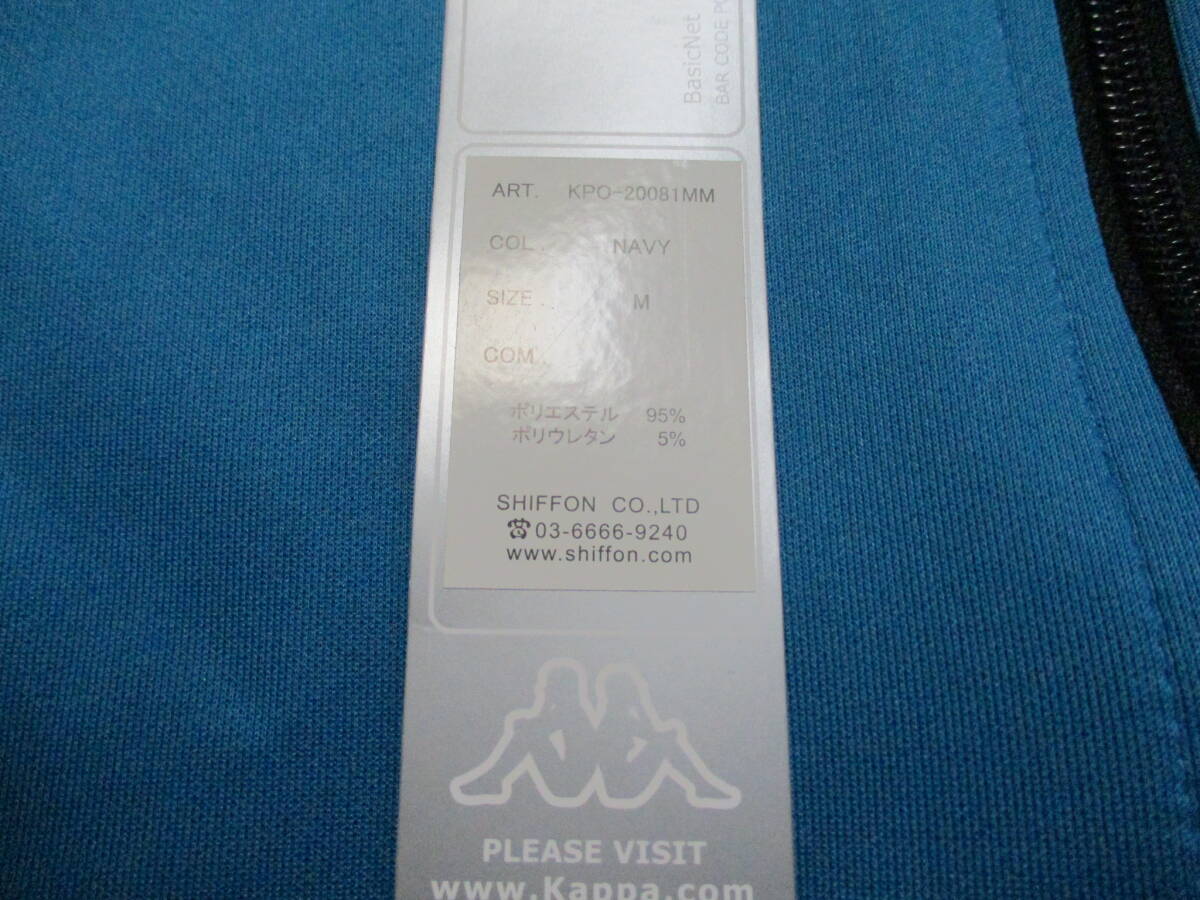 BasicNet
BAR CODE
ART. KPO-20081MM
COL. NAVY
SIZE. M
COM.
ポリエステル 95%
ポリウレタン 5%
SHIFFON CO.,LTD
☎03-6666-9240
www.shiffon.com
PLEASE VISIT
www.Kappa.com